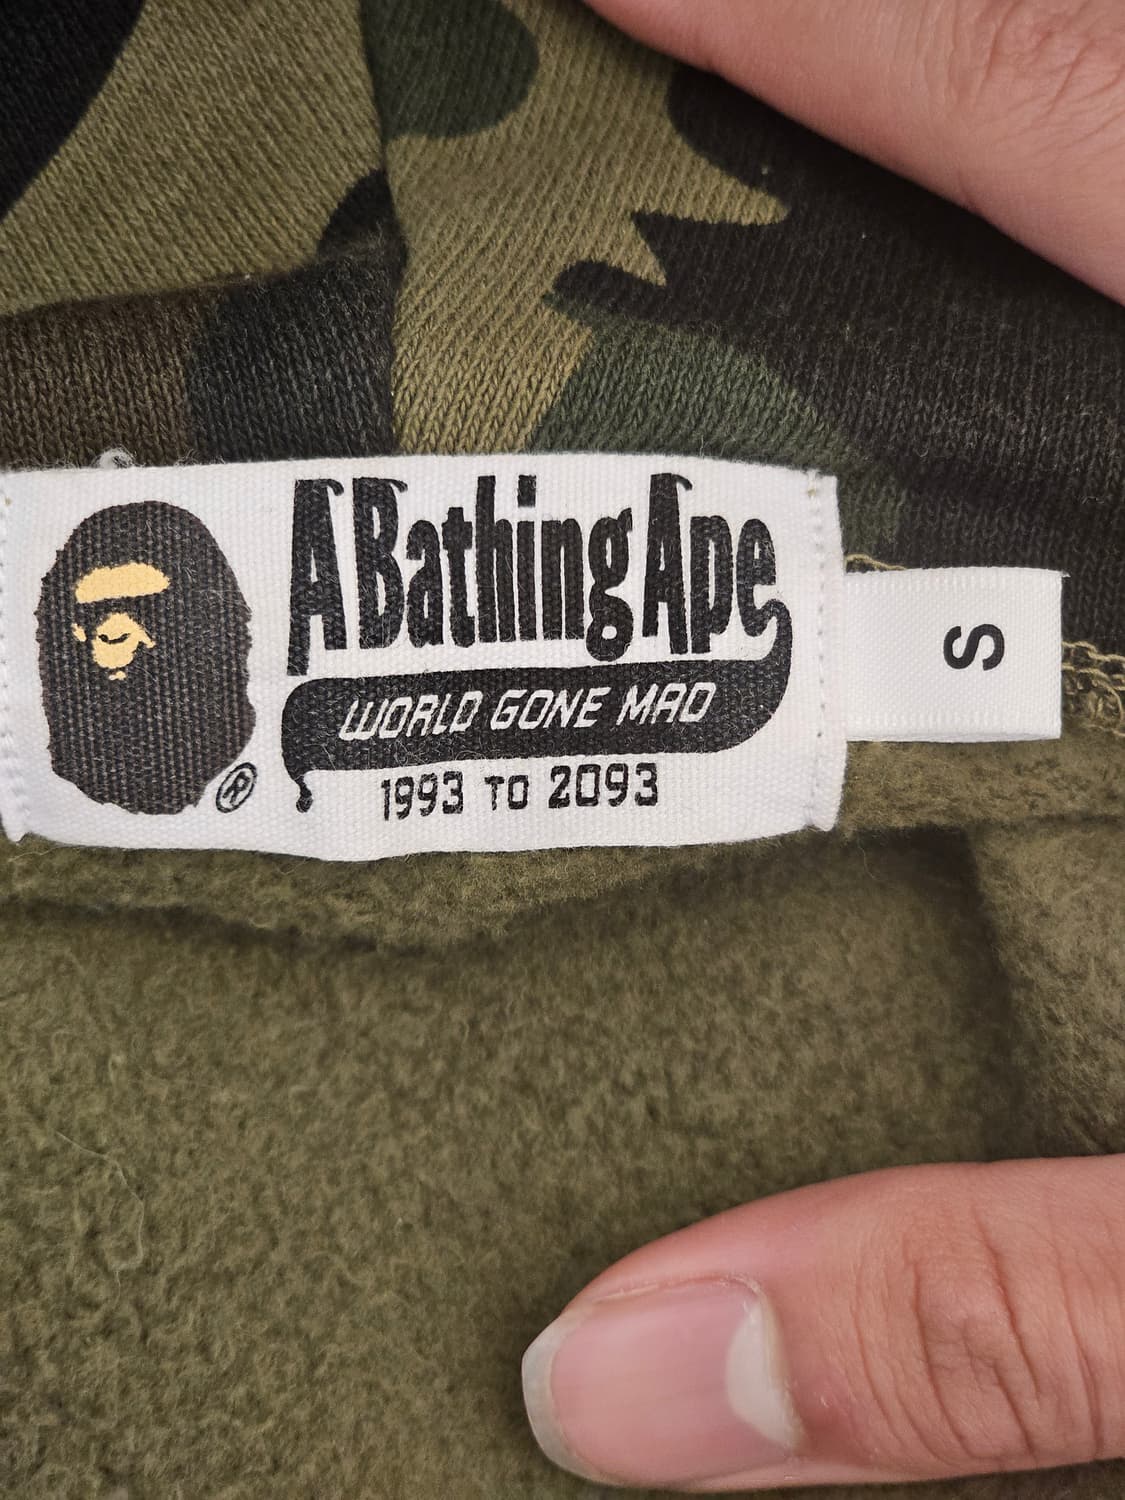 A Bathing Ape
WORLD GONE MAD
1993 TO 2093
®
S